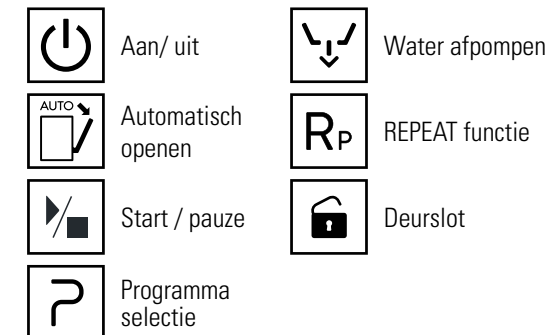 Aan/ uit
AUTO
Automatisch
openen
Start / pauze
Programma
selectie
Water afpompen
RP
REPEAT functie
Deurslot